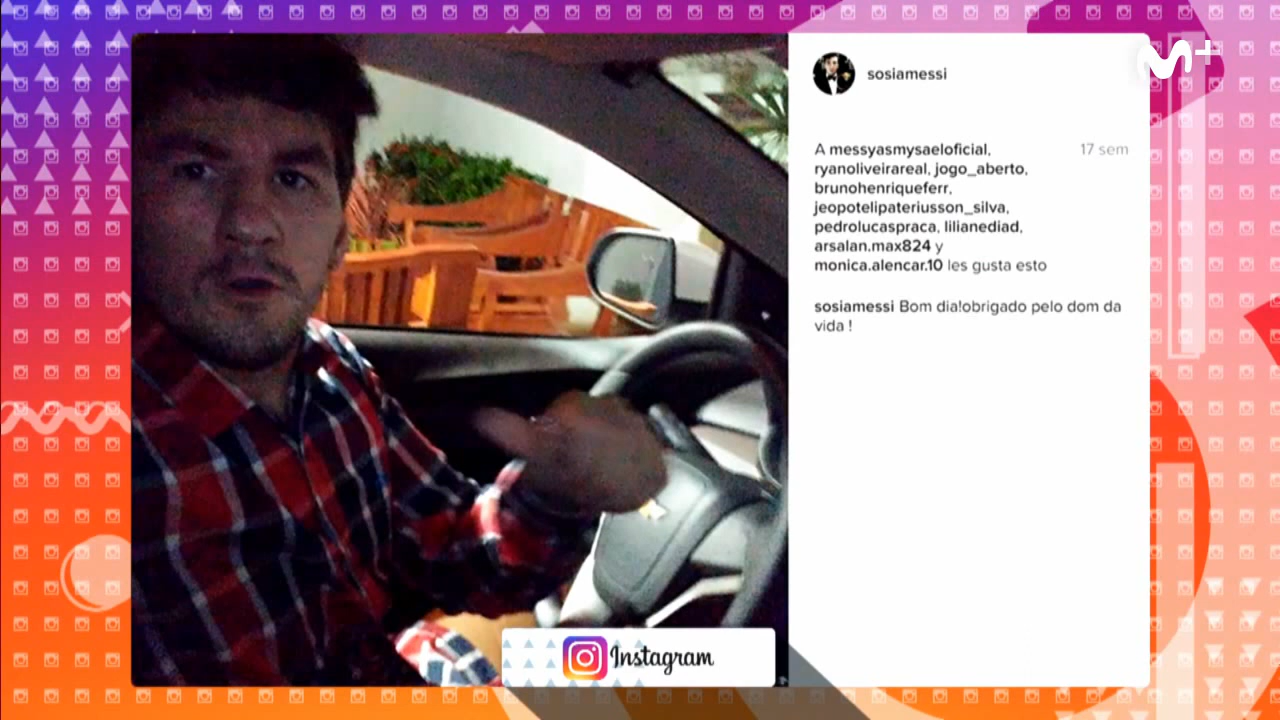 M+
sosiamessi
A messyasmysaeloficial,
17 sem
ryanoliveirareal, jogo_aberto,
brunohenriqueferr,
jeopotelipateriusson_silva,
pedrolucaspraca, lilianediad,
arsalan.max824 y
monica.alencar.10 les gusta esto
sosiamessi Bom dia!obrigado pelo dom da
vida !
Instagram